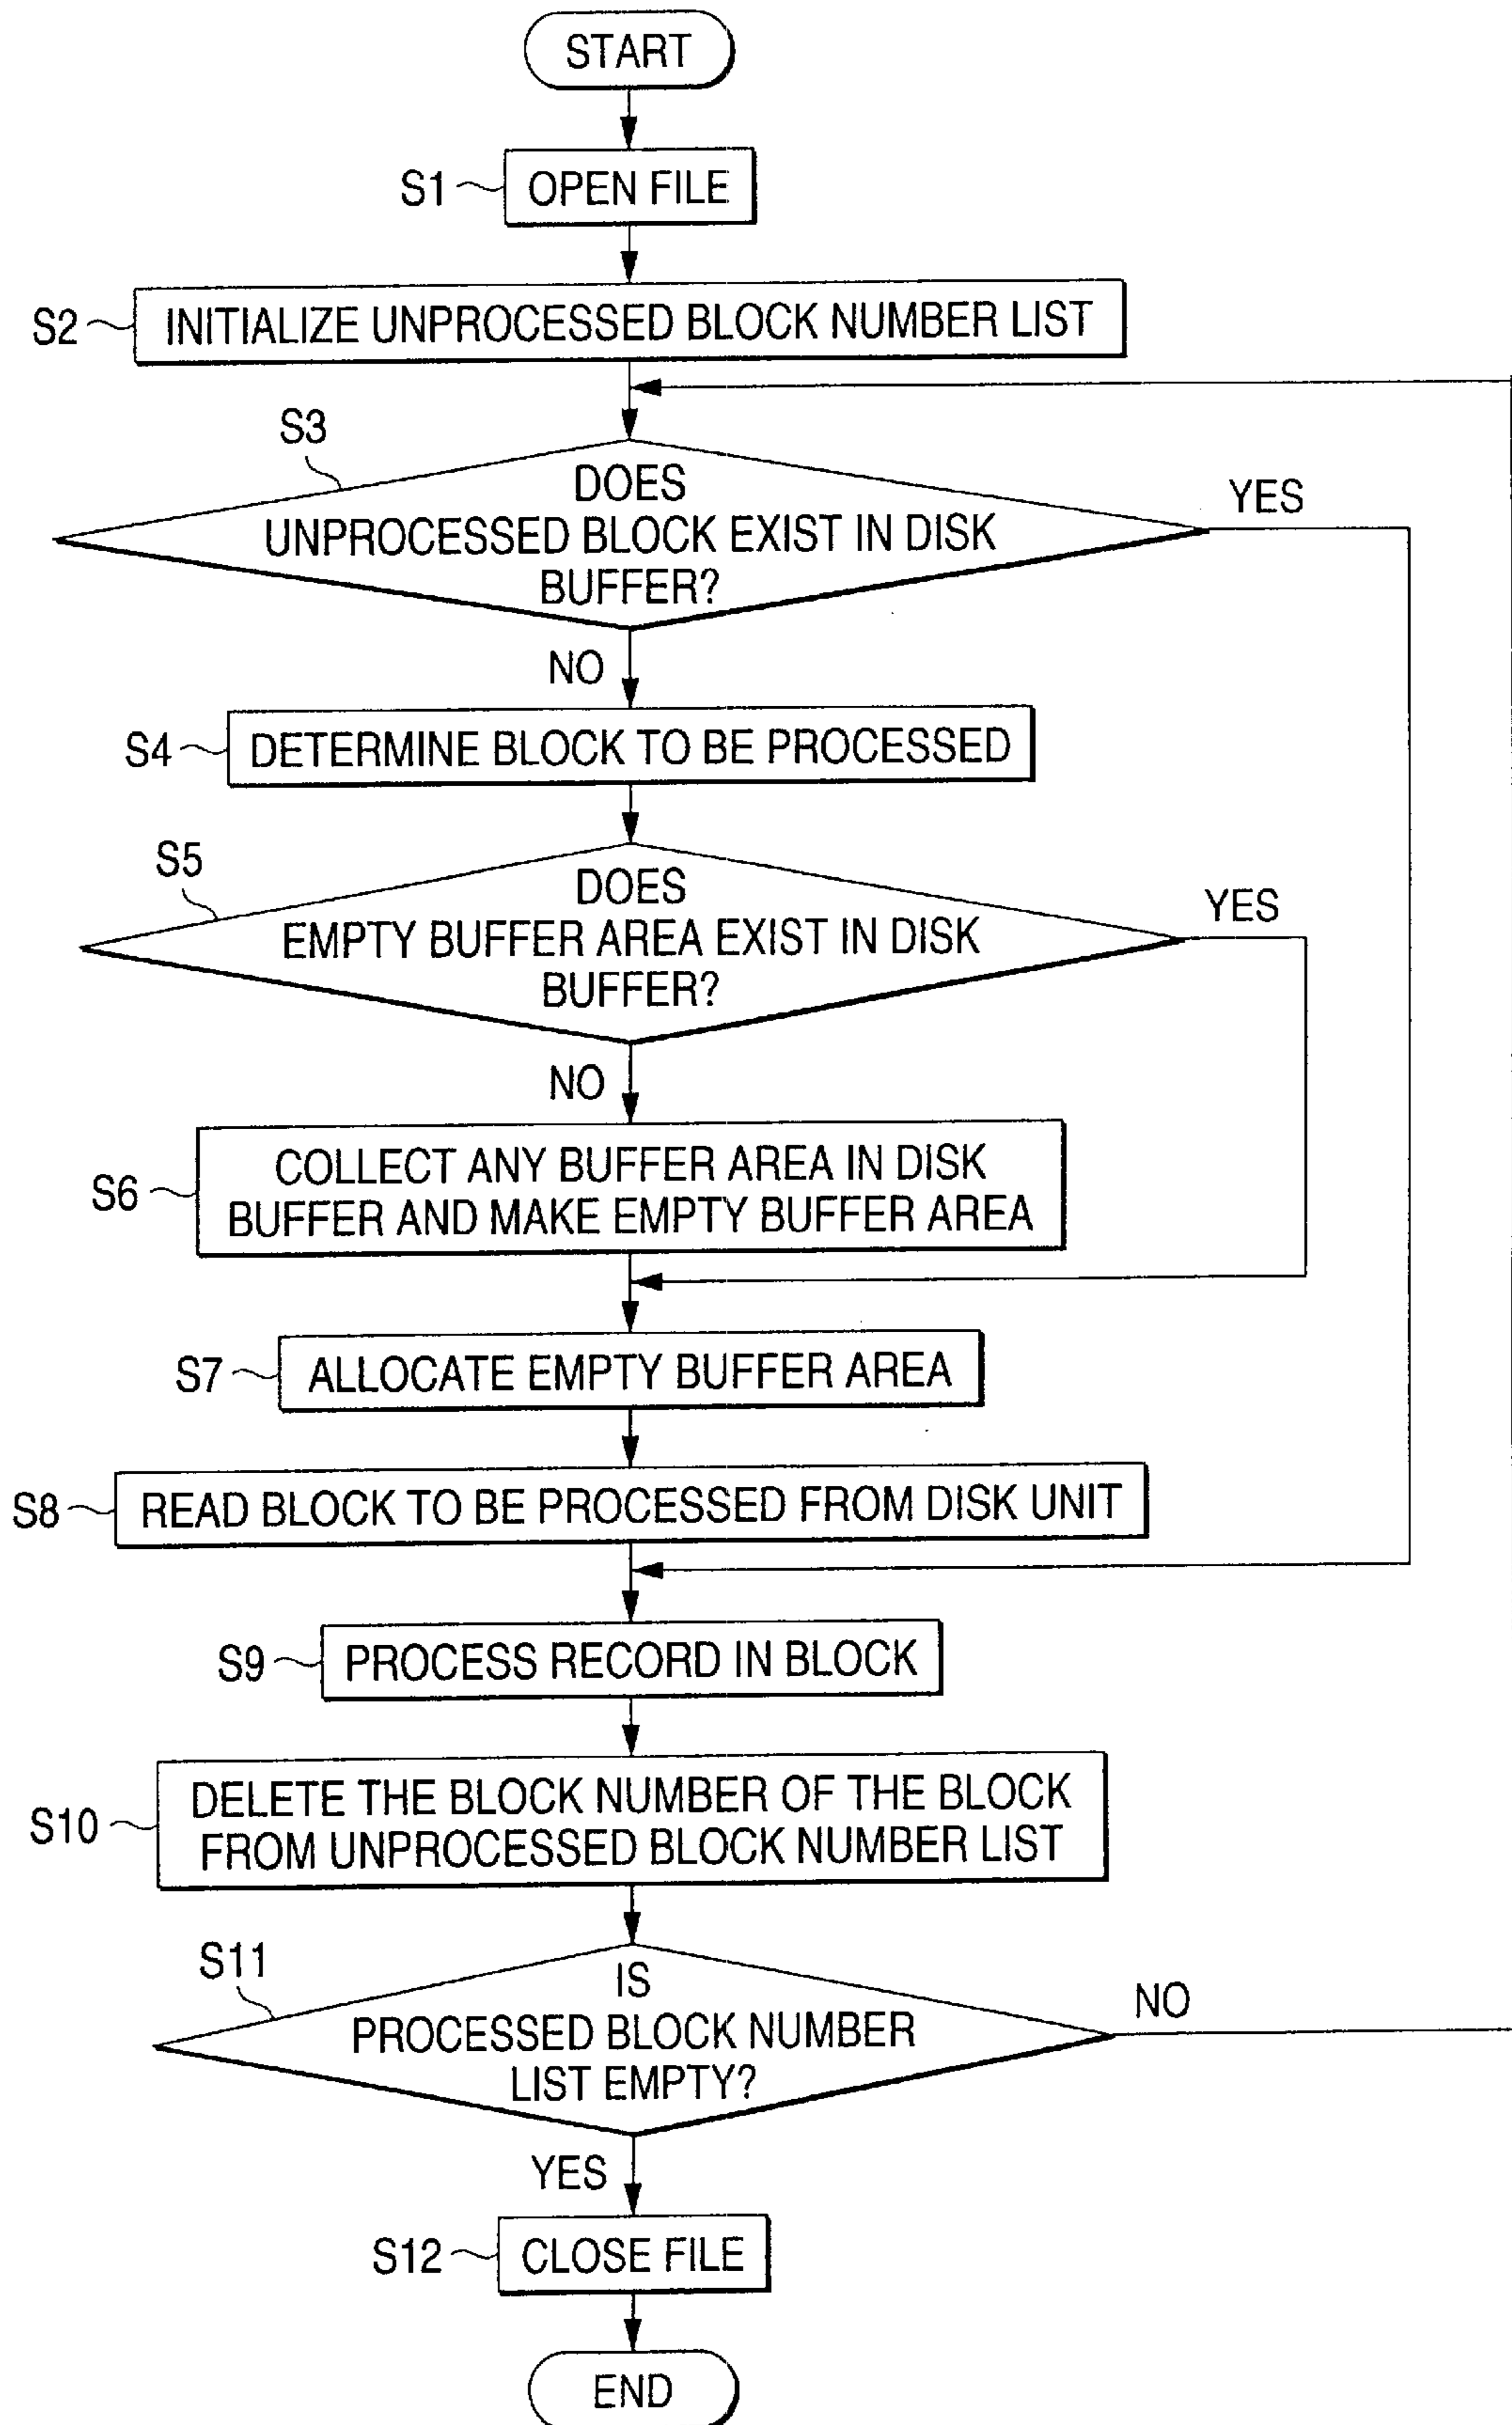 START
S1
OPEN FILE
S2
INITIALIZE UNPROCESSED BLOCK NUMBER LIST
S3
DOES
UNPROCESSED BLOCK EXIST IN DISK
BUFFER?
YES
NO
S4
DETERMINE BLOCK TO BE PROCESSED
S5
DOES
EMPTY BUFFER AREA EXIST IN DISK
BUFFER?
YES
NO
S6
COLLECT ANY BUFFER AREA IN DISK
BUFFER AND MAKE EMPTY BUFFER AREA
S7
ALLOCATE EMPTY BUFFER AREA
S8
READ BLOCK TO BE PROCESSED FROM DISK UNIT
S9
PROCESS RECORD IN BLOCK
S10
DELETE THE BLOCK NUMBER OF THE BLOCK
FROM UNPROCESSED BLOCK NUMBER LIST
S11
IS
PROCESSED BLOCK NUMBER
LIST EMPTY?
NO
YES
S12
CLOSE FILE
END